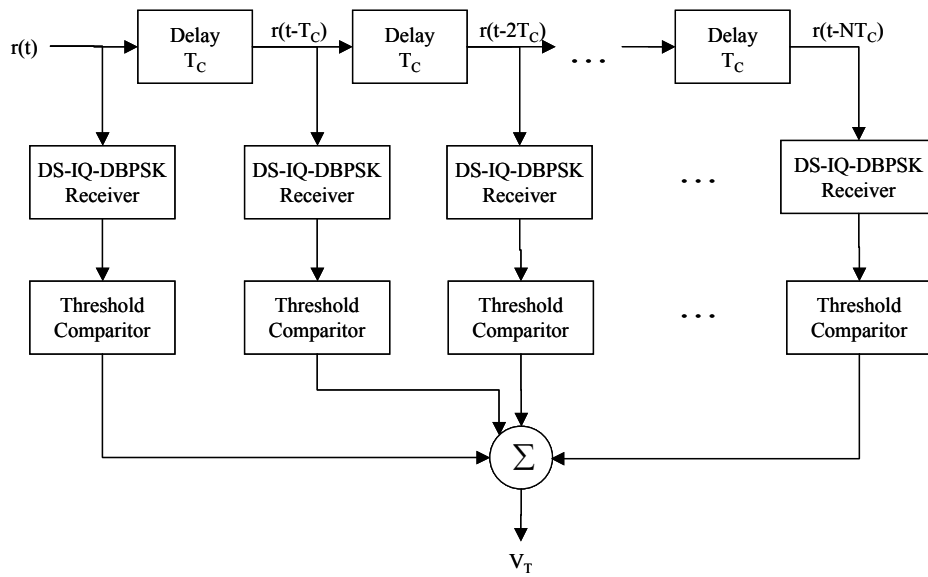 r(t)
Delay
T_C
r(t-T_C)
Delay
T_C
r(t-2T_C)
...
Delay
T_C
r(t-NT_C)
DS-IQ-DBPSK
Receiver
DS-IQ-DBPSK
Receiver
DS-IQ-DBPSK
Receiver
...
DS-IQ-DBPSK
Receiver
Threshold
Comparitor
Threshold
Comparitor
Threshold
Comparitor
...
Threshold
Comparitor
Σ
V_T